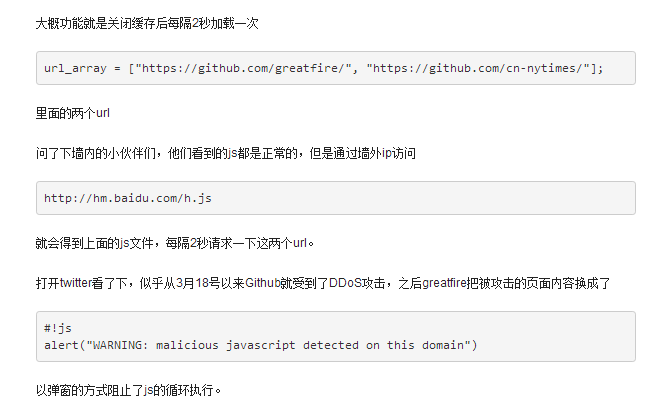 大概功能就是关闭缓存后每隔2秒加载一次
url_array = ["https://github.com/greatfire/", "https://github.com/cn-nytimes/"];
里面的两个url
问了下墙内的小伙伴们，他们看到的js都是正常的，但是通过墙外ip访问
http://hm.baidu.com/h.js
就会得到上面的js文件，每隔2秒请求一下这两个url。
打开twitter看了下，似乎从3月18号以来Github就受到了DDoS攻击，之后greatfire把被攻击的页面内容换成了
#!js
alert("WARNING: malicious javascript detected on this domain")
以弹窗的方式阻止了js的循环执行。